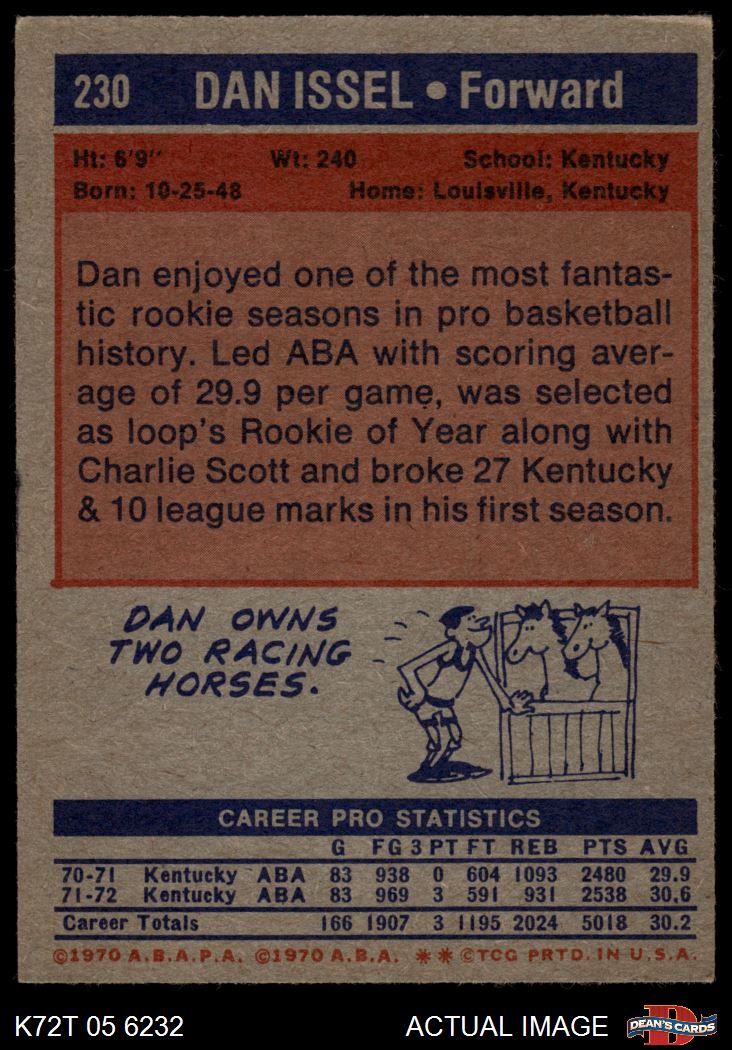 230 DAN ISSEL • Forward
Ht: 6'9" Wt: 240 School: Kentucky
Born: 10-25-48 Home: Louisville, Kentucky
Dan enjoyed one of the most fantas-
tic rookie seasons in pro basketball
history. Led ABA with scoring aver-
age of 29.9 per game, was selected
as loop's Rookie of Year along with
Charlie Scott and broke 27 Kentucky
& 10 league marks in his first season.
DAN OWNS
TWO RACING
HORSES.
CAREER PRO STATISTICS
G FG 3PT FT REB PTS AVG
70-71 Kentucky ABA 83 938 0 604 1093 2480 29.9
71-72 Kentucky ABA 83 969 3 591 931 2538 30.6
Career Totals 166 1907 3 1195 2024 5018 30.2
©1970 A.B.A.P.A. ©1970 A.B.A. ** ©TCG PRTD. IN U.S.A.
K72T 05 6232 ACTUAL IMAGE D DEAN'S CARDS